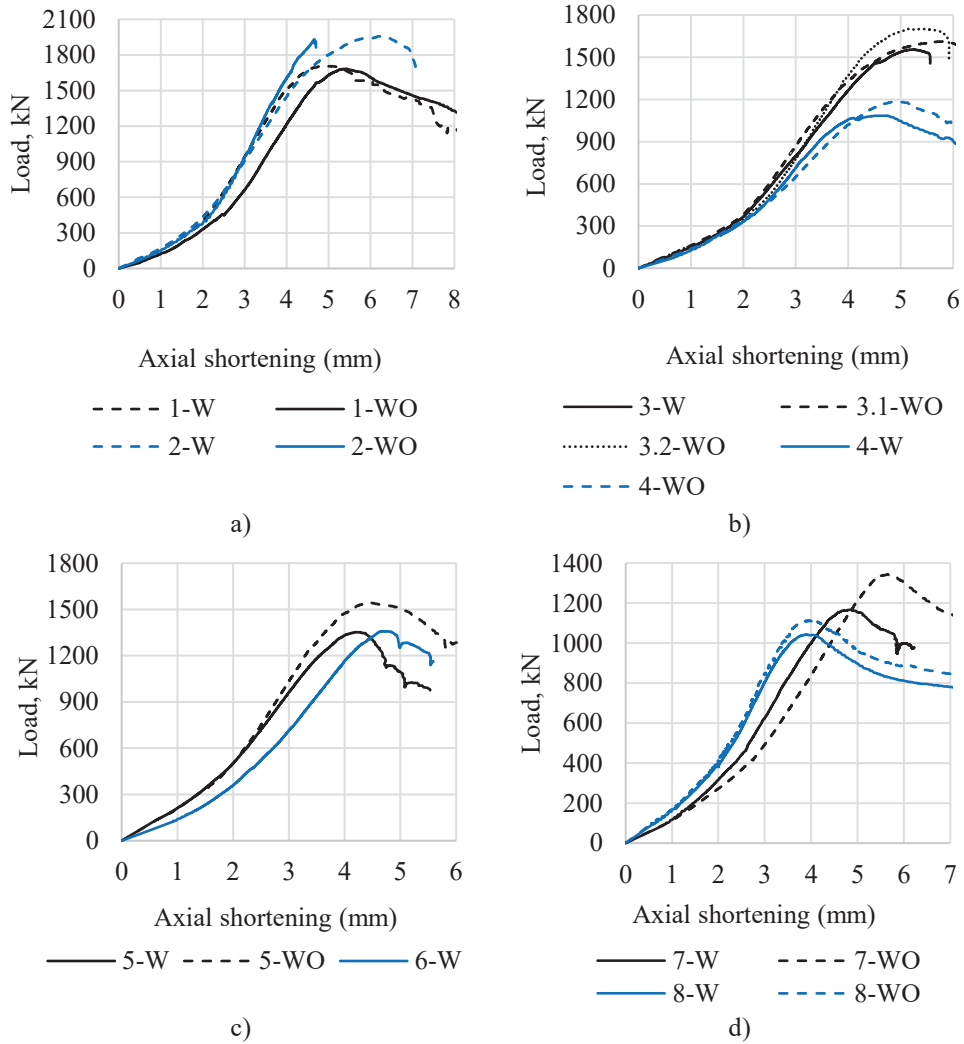 Load, kN
2100
1800
1500
1200
900
600
300
0
0 1 2 3 4 5 6 7 8
Axial shortening (mm)
1-W 1-WO
2-W 2-WO
a)
Load, kN
1800
1500
1200
900
600
300
0
0 1 2 3 4 5 6
Axial shortening (mm)
3-W 3.1-WO
3.2-WO 4-W
4-WO
b)
Load, kN
1800
1500
1200
900
600
300
0
0 1 2 3 4 5 6
Axial shortening (mm)
5-W 5-WO 6-W
c)
Load, kN
1400
1200
1000
800
600
400
200
0
0 1 2 3 4 5 6 7
Axial shortening (mm)
7-W 7-WO
8-W 8-WO
d)